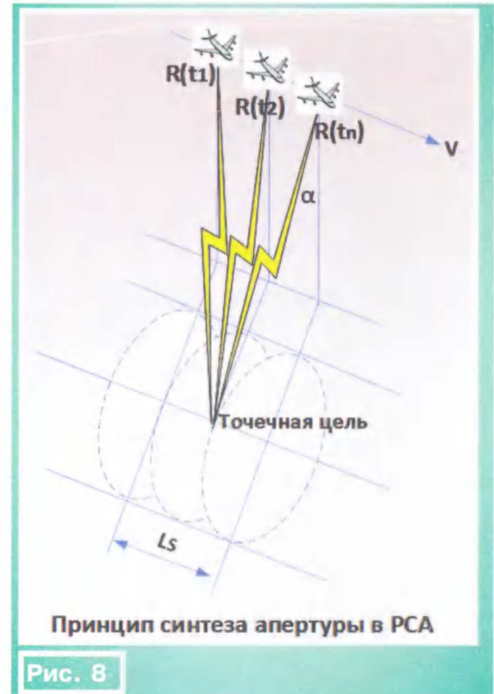 R(t1)
R(t2)
R(tn)
v
α
Точечная цель
Ls
Принцип синтеза апертуры в РСА
Рис. 8